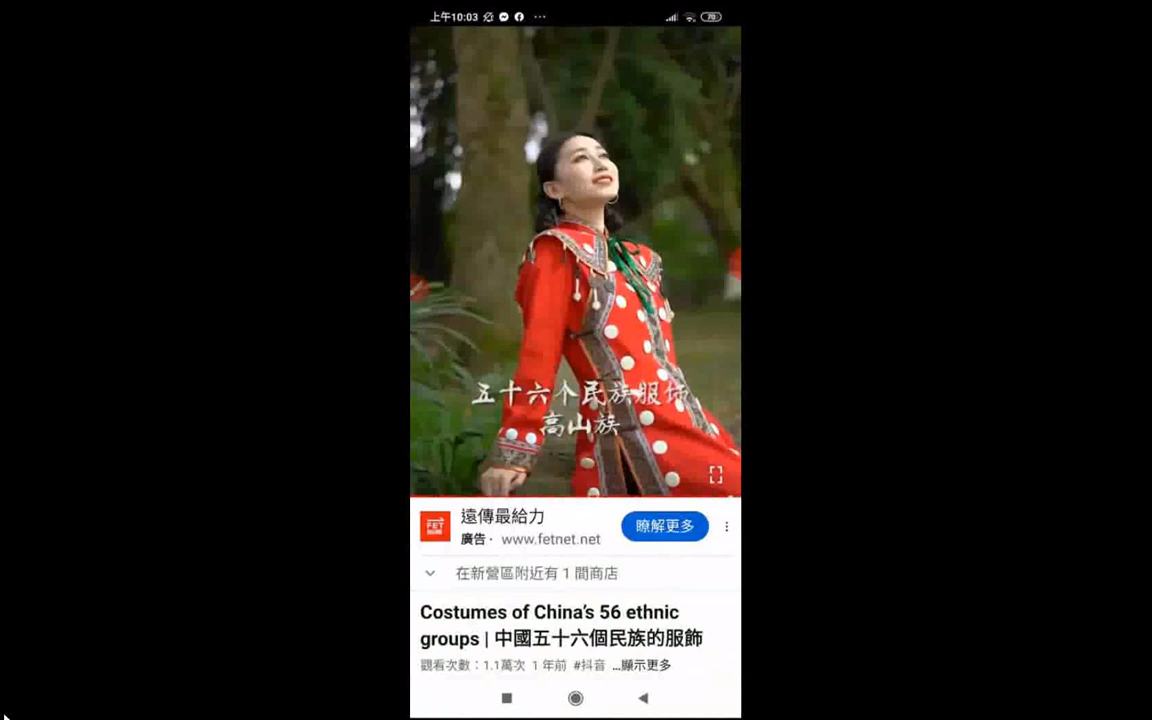 上午10:03
70
五十六个民族服饰
高山族
FET
遠傳最給力
廣告· www.fetnet.net
瞭解更多
在新營區附近有 1 間商店
Costumes of China's 56 ethnic
groups | 中國五十六個民族的服飾
觀看次數：1.1萬次 1 年前 #抖音 ...顯示更多